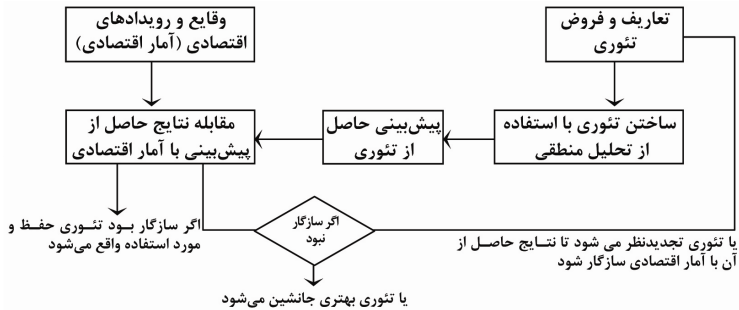 تعاریف و فروض
تئوری
وقایع و رویدادهای
اقتصادی (آمار اقتصادی)
ساختن تئوری با استفاده
از تحلیل منطقی
پیش‌بینی حاصل
از تئوری
مقابله نتایج حاصل از
پیش‌بینی با آمار اقتصادی
اگر سازگار بود تئوری حفظ و
مورد استفاده واقع می‌شود
اگر سازگار
نبود
یا تئوری تجدیدنظر می شود تا نتایج حاصل از
آن با آمار اقتصادی سازگار شود
یا تئوری بهتری جانشین می‌شود